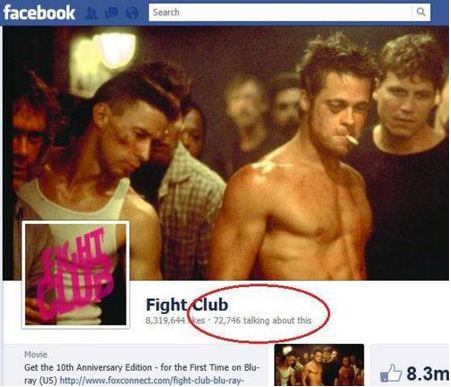 facebook
Search
FIGHT
CLUB
Fight Club
8,319,644 likes · 72,746 talking about this
Movie
Get the 10th Anniversary Edition - for the First Time on Blu-
ray (US) http://www.foxconnect.com/fight-club-blu-ray-
8.3m